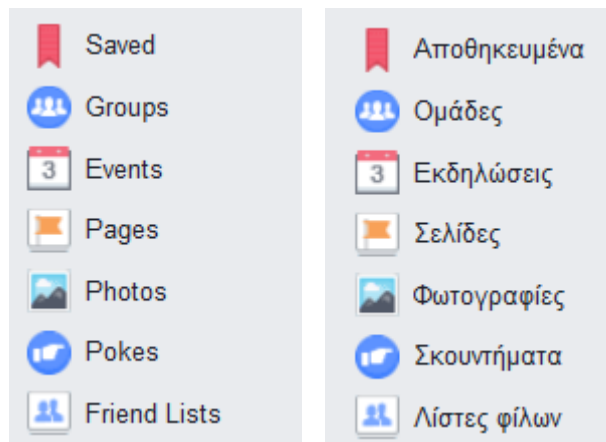 Saved
Groups
3 Events
Pages
Photos
Pokes
Friend Lists
Αποθηκευμένα
Ομάδες
3 Εκδηλώσεις
Σελίδες
Φωτογραφίες
Σκουντήματα
Λίστες φίλων